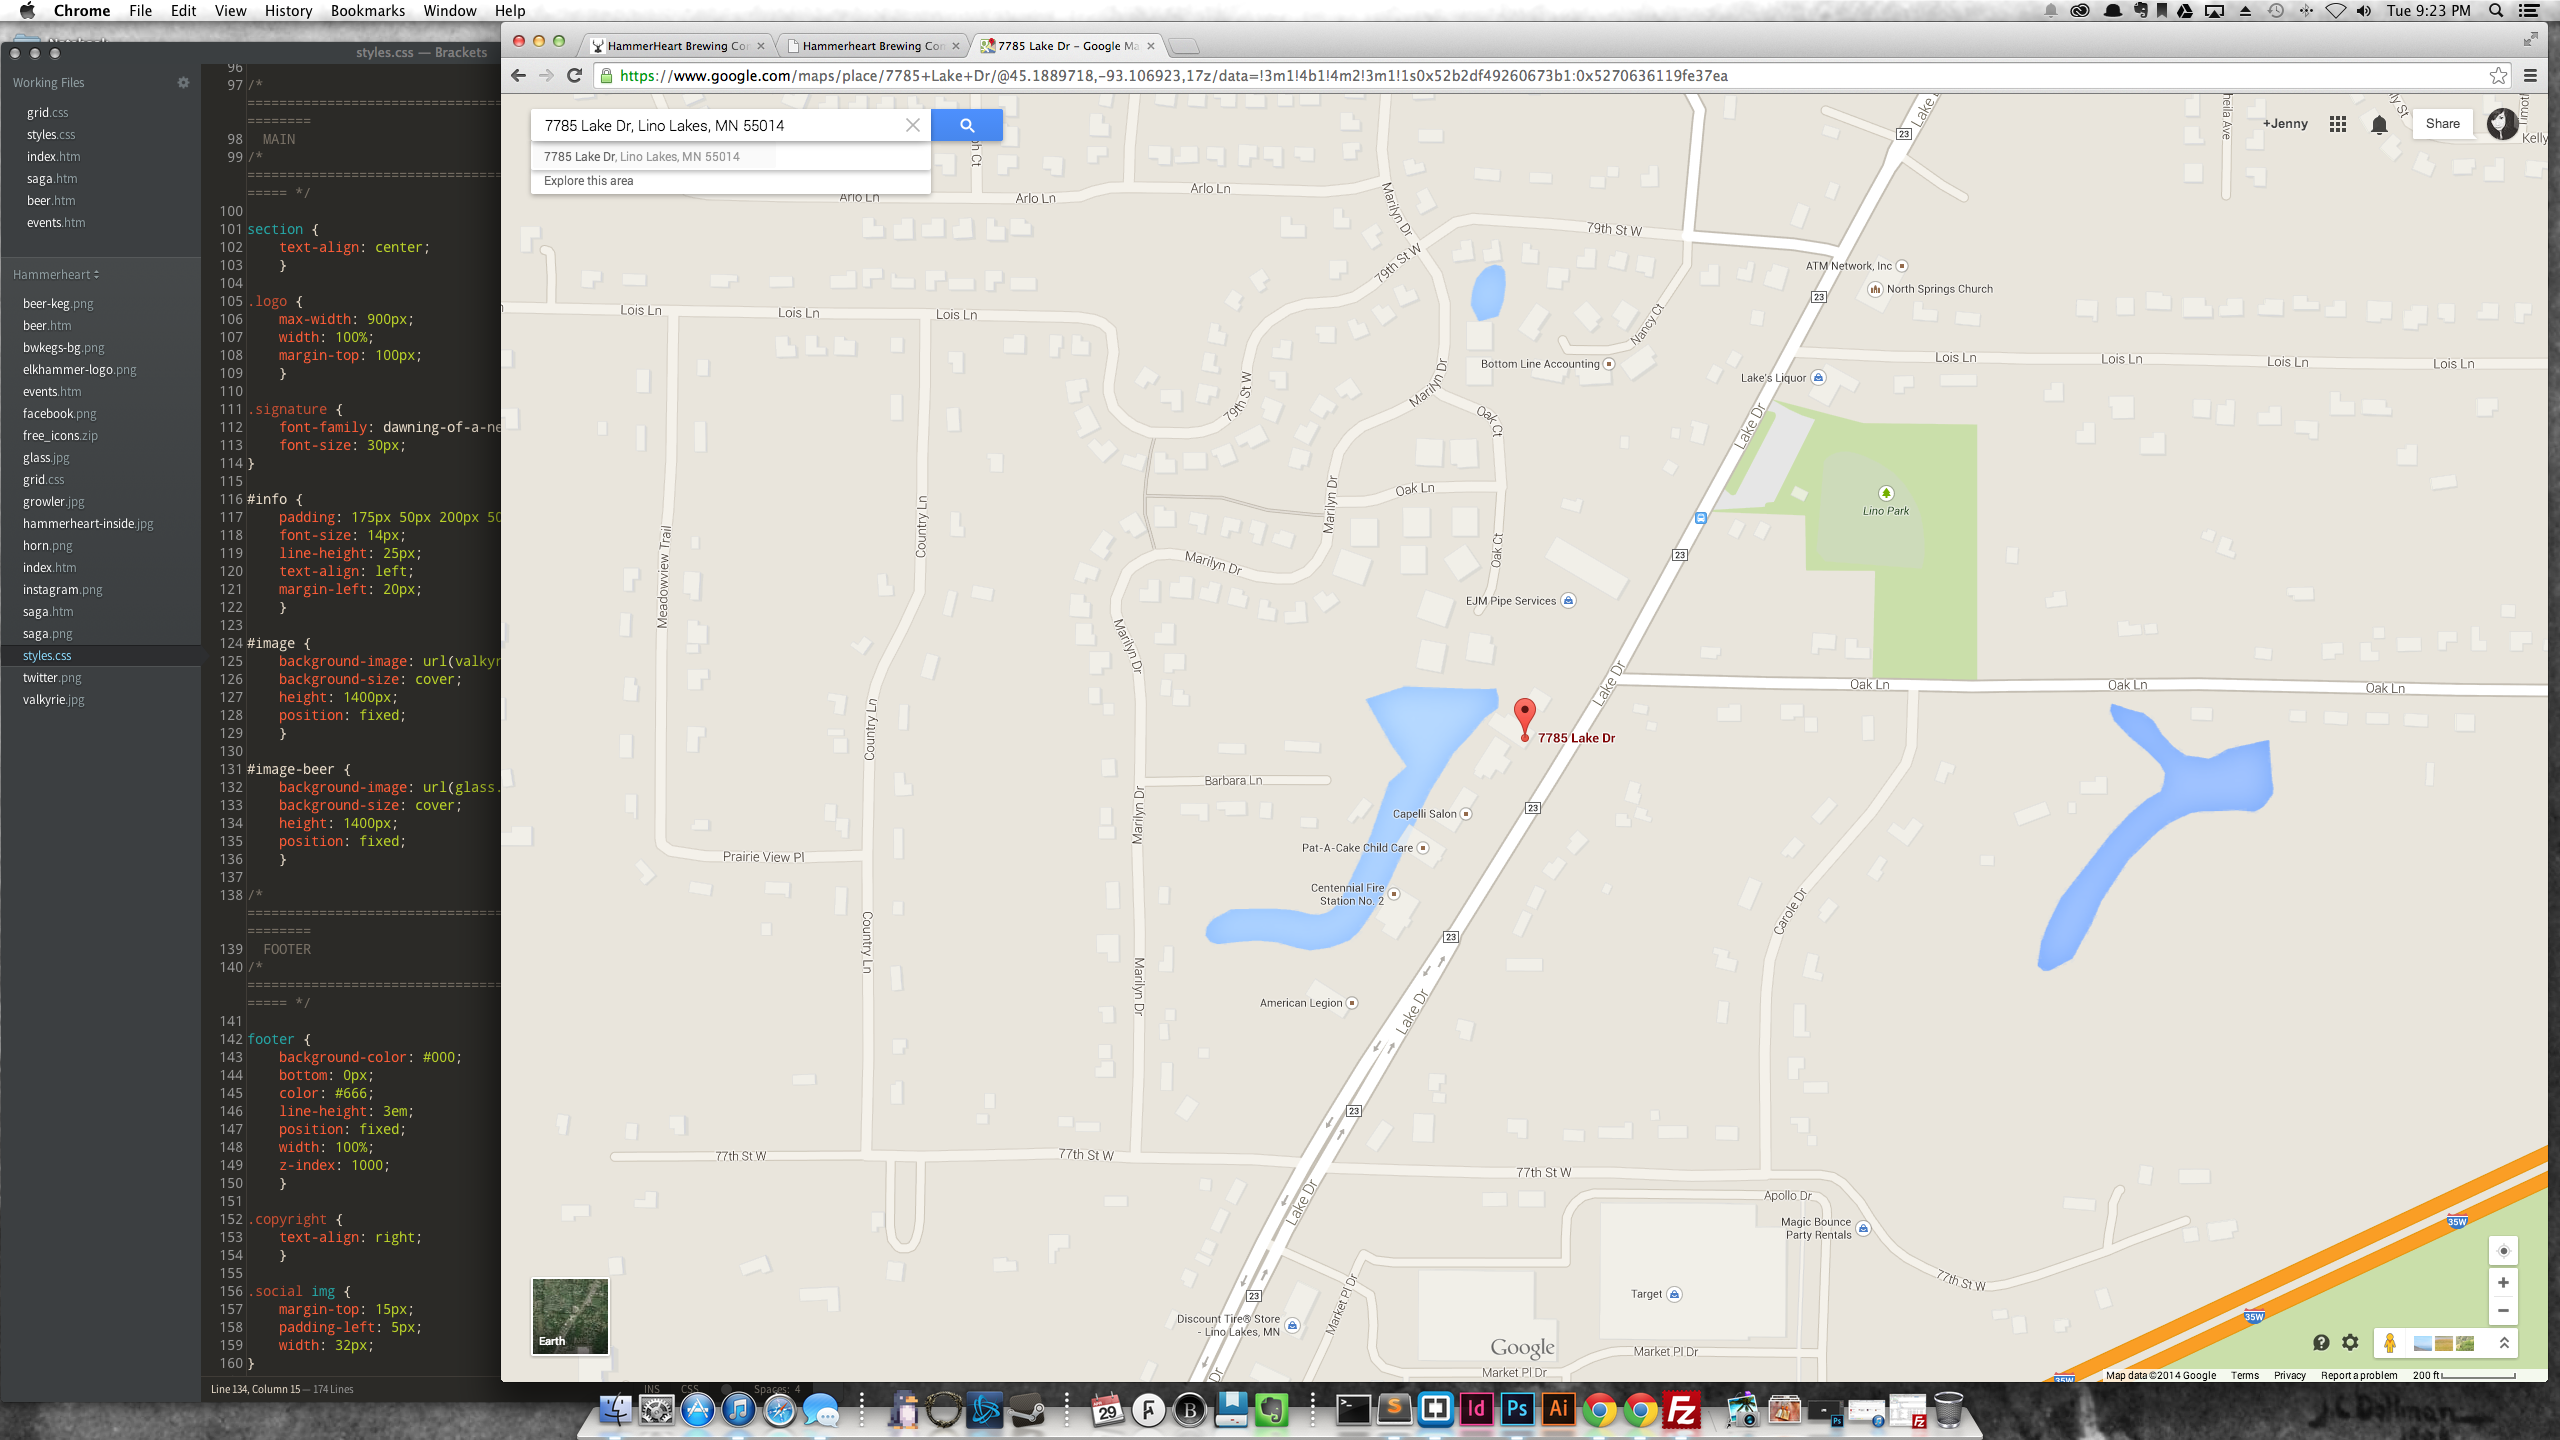 Chrome File Edit View History Bookmarks Window Help
Tue 9:23 PM
styles.css — Brackets
Working Files
grid.css
styles.css
index.htm
saga.htm
beer.htm
events.htm
Hammerheart
beer-keg.png
beer.htm
bwkegs-bg.png
elkhammer-logo.png
events.htm
facebook.png
free_icons.zip
glass.jpg
grid.css
growler.jpg
hammerheart-inside.jpg
horn.png
index.htm
instagram.png
saga.htm
saga.png
styles.css
twitter.png
valkyrie.jpg
96
97 /*
==============================
========
98 MAIN
99 /*
==============================
===== */
100
101 section {
102 text-align: center;
103 }
104
105 .logo {
106 max-width: 900px;
107 width: 100%;
108 margin-top: 100px;
109 }
110
111 .signature {
112 font-family: dawning-of-a-ne
113 font-size: 30px;
114 }
115
116 #info {
117 padding: 175px 50px 200px 50
118 font-size: 14px;
119 line-height: 25px;
120 text-align: left;
121 margin-left: 20px;
122 }
123
124 #image {
125 background-image: url(valkyr
126 background-size: cover;
127 height: 1400px;
128 position: fixed;
129 }
130
131 #image-beer {
132 background-image: url(glass.
133 background-size: cover;
134 height: 1400px;
135 position: fixed;
136 }
137
138 /*
==============================
========
139 FOOTER
140 /*
==============================
===== */
141
142 footer {
143 background-color: #000;
144 bottom: 0px;
145 color: #666;
146 line-height: 3em;
147 position: fixed;
148 width: 100%;
149 z-index: 1000;
150 }
151
152 .copyright {
153 text-align: right;
154 }
155
156 .social img {
157 margin-top: 15px;
158 padding-left: 5px;
159 width: 32px;
160 }
Line 134, Column 15 — 174 Lines
INS CSS Spaces: 4
HammerHeart Brewing Con
Hammerheart Brewing Con
7785 Lake Dr – Google Ma
https://www.google.com/maps/place/7785+Lake+Dr/@45.1889718,-93.106923,17z/data=!3m1!4b1!4m2!3m1!1s0x52b2df49260673b1:0x5270636119fe37ea
7785 Lake Dr, Lino Lakes, MN 55014
7785 Lake Dr, Lino Lakes, MN 55014
Explore this area
+Jenny
Share
Lake Dr
23
Kelly
Arlo Ln
Arlo Ln
Arlo Ln
Marilyn Dr
79th St W
79th St W
ATM Network, Inc
North Springs Church
23
Lois Ln
Lois Ln
Lois Ln
Nancy Ct
Bottom Line Accounting
Lake's Liquor
Lois Ln
Lois Ln
Lois Ln
Lois Ln
79th St W
Marilyn Dr
Oak Ct
Lake Dr
Oak Ln
Marilyn Dr
Country Ln
Meadowview Trail
Lino Park
Oak Ct
23
Marilyn Dr
EJM Pipe Services
Marilyn Dr
Lake Dr
Oak Ln
Oak Ln
Oak Ln
7785 Lake Dr
Country Ln
Barbara Ln
Marilyn Dr
23
Capelli Salon
Pat-A-Cake Child Care
Prairie View Pl
Centennial Fire
Station No. 2
Carole Dr
23
Country Ln
Marilyn Dr
American Legion
Lake Dr
23
77th St W
77th St W
77th St W
Lake Dr
Apollo Dr
Magic Bounce
Party Rentals
35W
77th St W
Target
23
Market Pl Dr
Discount Tire® Store
- Lino Lakes, MN
35W
Earth
Google
Market Pl Dr
Market Pl Dr
Dr
35W
Map data ©2014 Google Terms Privacy Report a problem 200 ft
29
B
S
Id
Ps
Ai
Fz